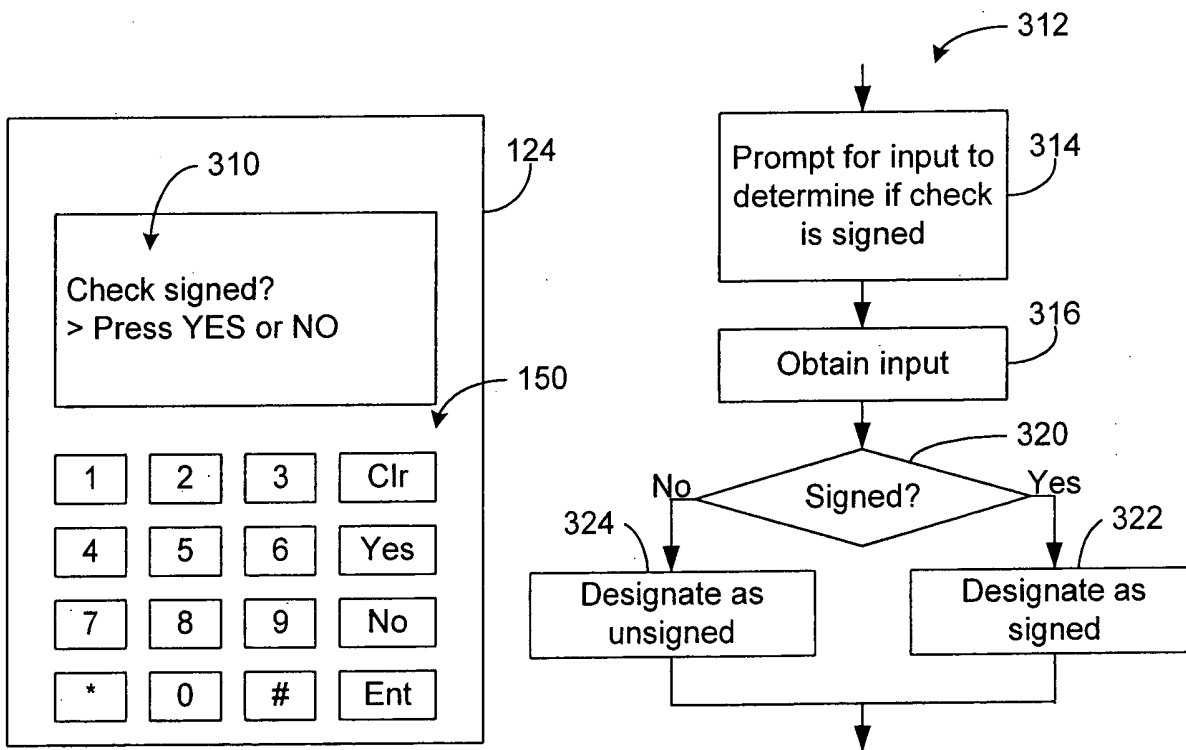 310
124
Check signed?
> Press YES or NO
150
1 2 3 Clr
4 5 6 Yes
7 8 9 No
* 0 # Ent
312
Prompt for input to
determine if check
is signed
314
Obtain input
316
320
No
Signed?
Yes
324
322
Designate as
unsigned
Designate as
signed